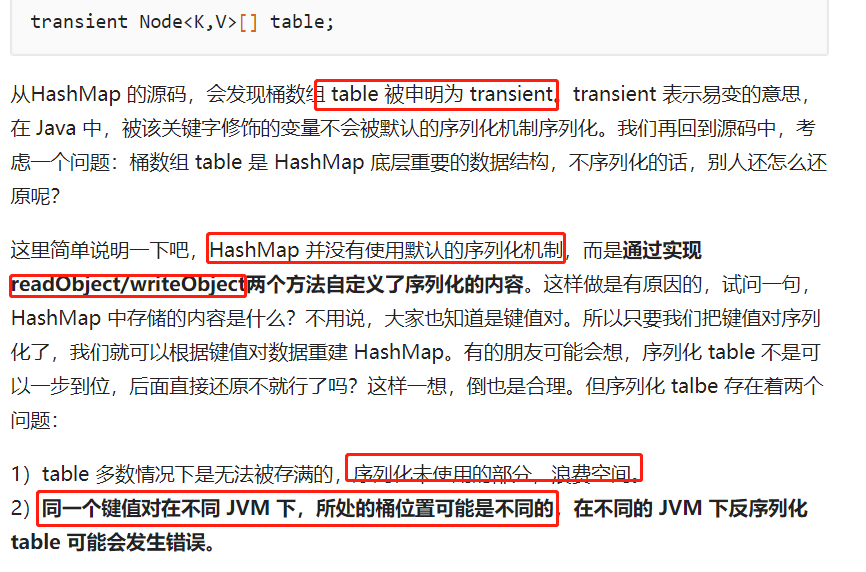 transient Node<K,V>[] table;
从HashMap 的源码，会发现桶数组 table 被申明为 transient。transient 表示易变的意思，
在 Java 中，被该关键字修饰的变量不会被默认的序列化机制序列化。我们再回到源码中，考
虑一个问题：桶数组 table 是 HashMap 底层重要的数据结构，不序列化的话，别人还怎么还
原呢？
这里简单说明一下吧，HashMap 并没有使用默认的序列化机制，而是通过实现
readObject/writeObject两个方法自定义了序列化的内容。这样做是有原因的，试问一句，
HashMap 中存储的内容是什么？不用说，大家也知道是键值对。所以只要我们把键值对序列
化了，我们就可以根据键值对数据重建 HashMap。有的朋友可能会想，序列化 table 不是可
以一步到位，后面直接还原不就行了吗？这样一想，倒也是合理。但序列化 talbe 存在着两个
问题：
1）table 多数情况下是无法被存满的，序列化未使用的部分，浪费空间。
2）同一个键值对在不同 JVM 下，所处的桶位置可能是不同的，在不同的 JVM 下反序列化
table 可能会发生错误。